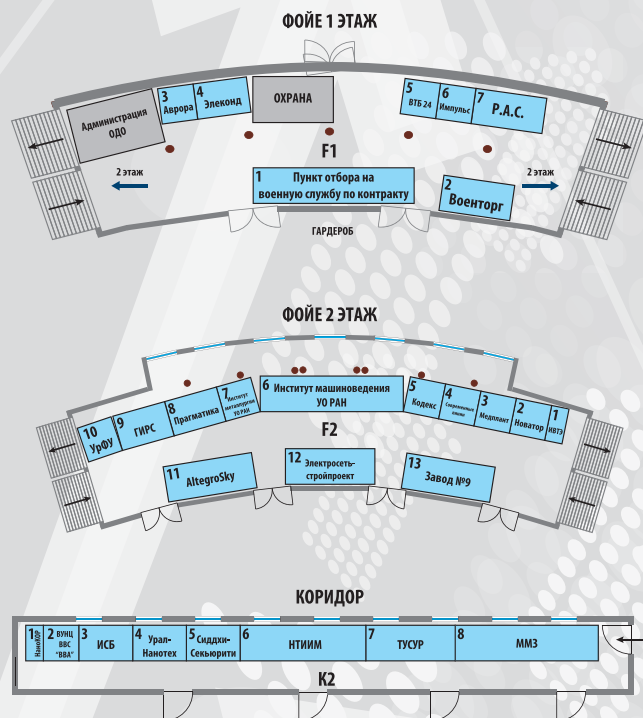 ФОЙЕ 1 ЭТАЖ
Администрация
ОДО
3
Аврора
4
Элеконд
ОХРАНА
5
ВТБ 24
6
Импульс
7
Р.А.С.
F1
2 этаж
2 этаж
1
Пункт отбора на
военную службу по контракту
2
Военторг
ГАРДЕРОБ
ФОЙЕ 2 ЭТАЖ
10
УрФУ
9
ГИРС
8
Прагматика
7
Институт
металлургии
УО РАН
6
Институт машиноведения
УО РАН
5
Кодекс
4
Современные
3
Медплант
2
Новатор
1
ИВТЭ
F2
11
AltegroSky
12
Электросеть-
стройпроект
13
Завод №9
КОРИДОР
1
НаноКОР
2
ВУНЦ
ВВС
"ВВА"
3
ИСБ
4
Урал-
Нанотех
5
Сиддхи-
Секьюрити
6
НТИИМ
7
ТУСУР
8
ММЗ
К2